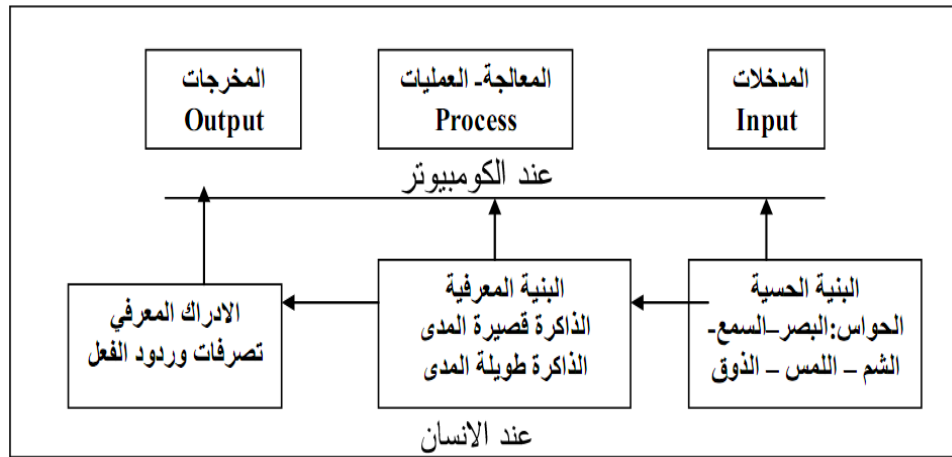 المدخلات
Input
المعالجة- العمليات
Process
المخرجات
Output
عند الكومبيوتر
البنية الحسية
الحواس:البصر–السمع-
الشم – اللمس – الذوق
البنية المعرفية
الذاكرة قصيرة المدى
الذاكرة طويلة المدى
الادراك المعرفي
تصرفات وردود الفعل
عند الانسان